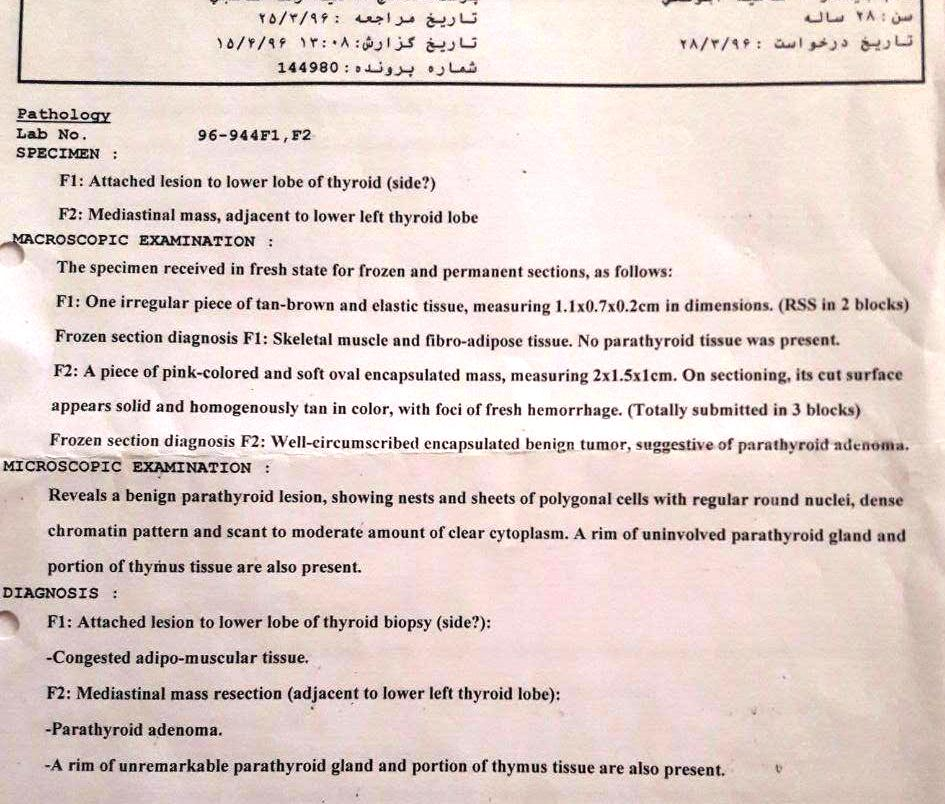 سن: ۲۸ ساله تاریخ مراجعه : ۲۵/۳/۹۶
تاریخ درخواست : ۲۸/۳/۹۶ تاریخ گزارش: ۱۳:۰۸ ۱۵/۴/۹۶
شماره پرونده: 144980
Pathology
Lab No. 96-944F1,F2
SPECIMEN :
F1: Attached lesion to lower lobe of thyroid (side?)
F2: Mediastinal mass, adjacent to lower left thyroid lobe
MACROSCOPIC EXAMINATION :
The specimen received in fresh state for frozen and permanent sections, as follows:
F1: One irregular piece of tan-brown and elastic tissue, measuring 1.1x0.7x0.2cm in dimensions. (RSS in 2 blocks)
Frozen section diagnosis F1: Skeletal muscle and fibro-adipose tissue. No parathyroid tissue was present.
F2: A piece of pink-colored and soft oval encapsulated mass, measuring 2x1.5x1cm. On sectioning, its cut surface
appears solid and homogenously tan in color, with foci of fresh hemorrhage. (Totally submitted in 3 blocks)
Frozen section diagnosis F2: Well-circumscribed encapsulated benign tumor, suggestive of parathyroid adenoma.
MICROSCOPIC EXAMINATION :
Reveals a benign parathyroid lesion, showing nests and sheets of polygonal cells with regular round nuclei, dense
chromatin pattern and scant to moderate amount of clear cytoplasm. A rim of uninvolved parathyroid gland and
portion of thymus tissue are also present.
DIAGNOSIS :
F1: Attached lesion to lower lobe of thyroid biopsy (side?):
-Congested adipo-muscular tissue.
F2: Mediastinal mass resection (adjacent to lower left thyroid lobe):
-Parathyroid adenoma.
-A rim of unremarkable parathyroid gland and portion of thymus tissue are also present.